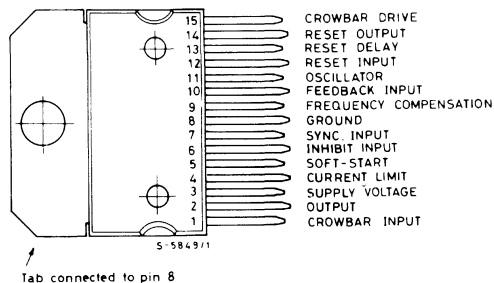 15 CROWBAR DRIVE
14 RESET OUTPUT
13 RESET DELAY
12 RESET INPUT
11 OSCILLATOR
10 FEEDBACK INPUT
9 FREQUENCY COMPENSATION
8 GROUND
7 SYNC. INPUT
6 INHIBIT INPUT
5 SOFT-START
4 CURRENT LIMIT
3 SUPPLY VOLTAGE
2 OUTPUT
1 CROWBAR INPUT
S-5849/1
Tab connected to pin 8